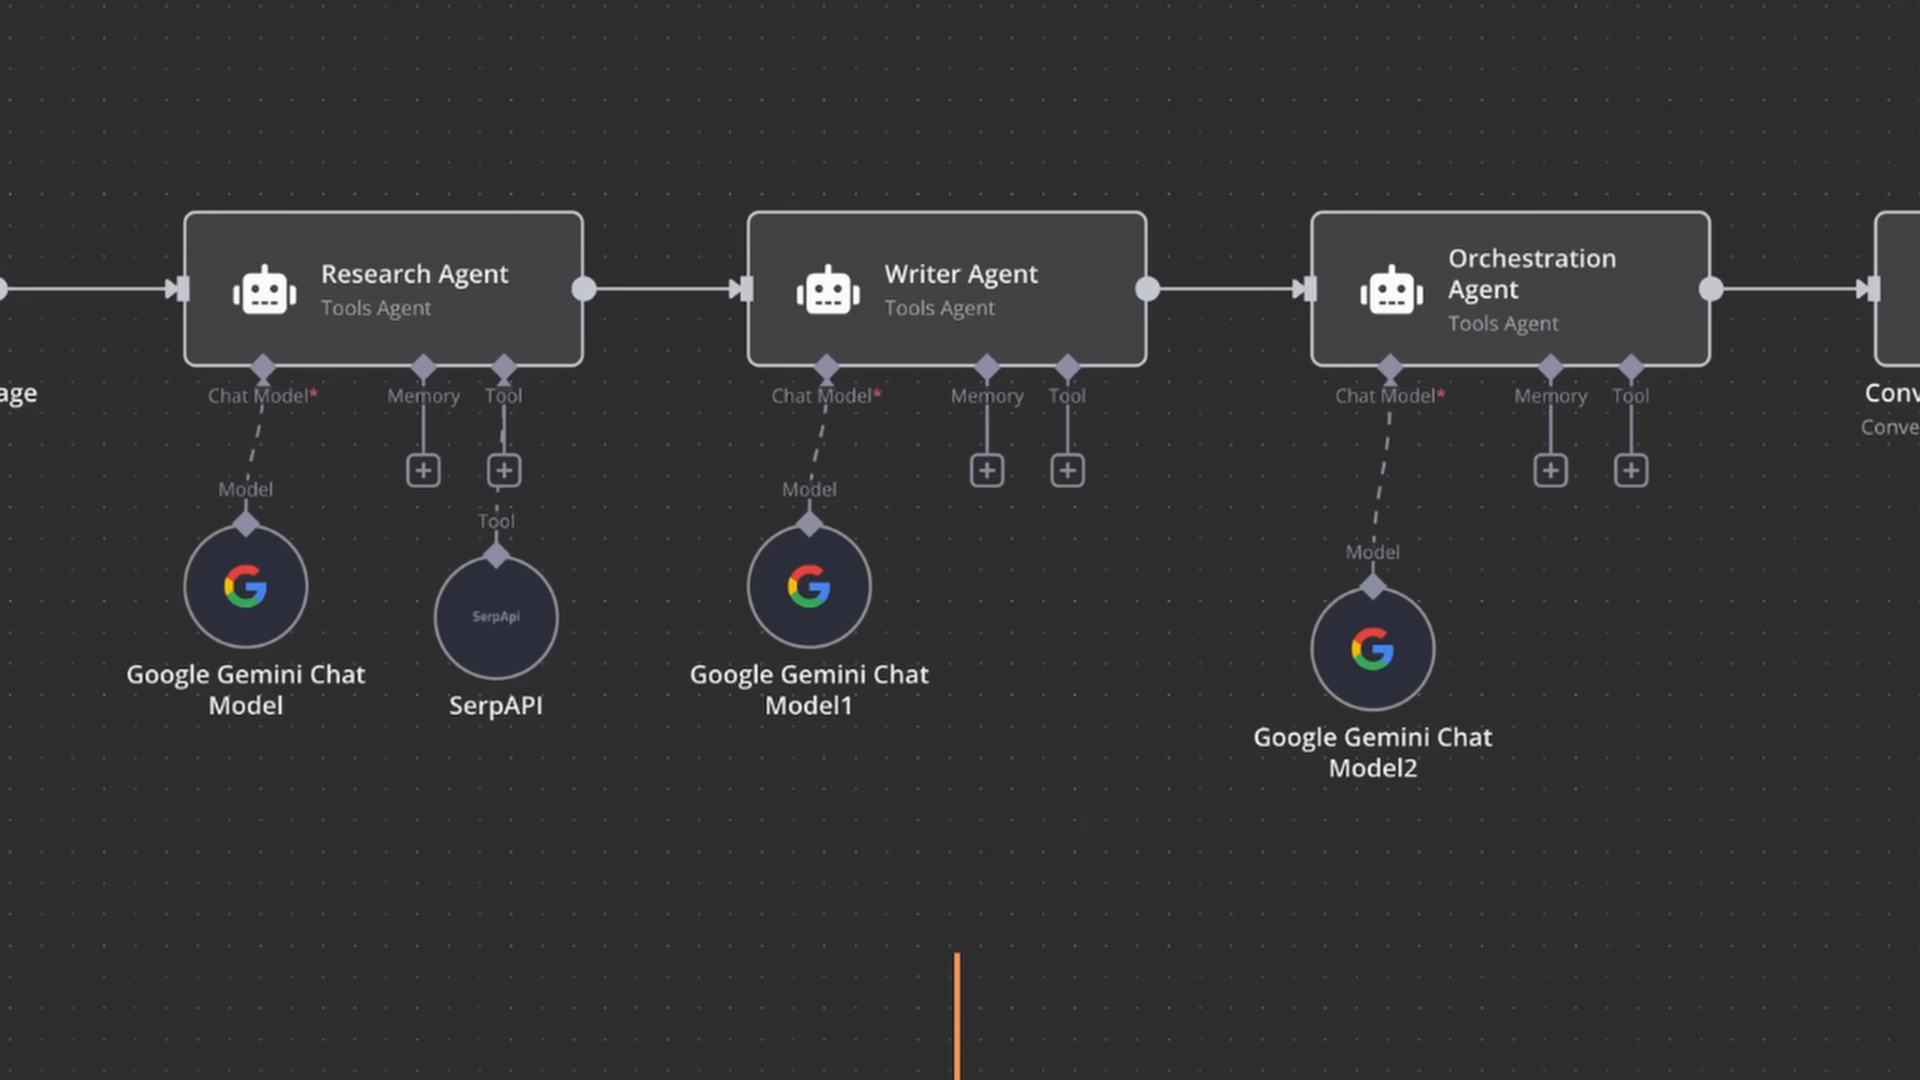 Research Agent
Tools Agent
Writer Agent
Tools Agent
Orchestration
Agent
Tools Agent
age
Chat Model*
Memory
Tool
Chat Model*
Memory
Tool
Chat Model*
Memory
Tool
Conv
Conve
Model
Tool
Model
Model
SerpApi
Google Gemini Chat
Model
SerpAPI
Google Gemini Chat
Model1
Google Gemini Chat
Model2